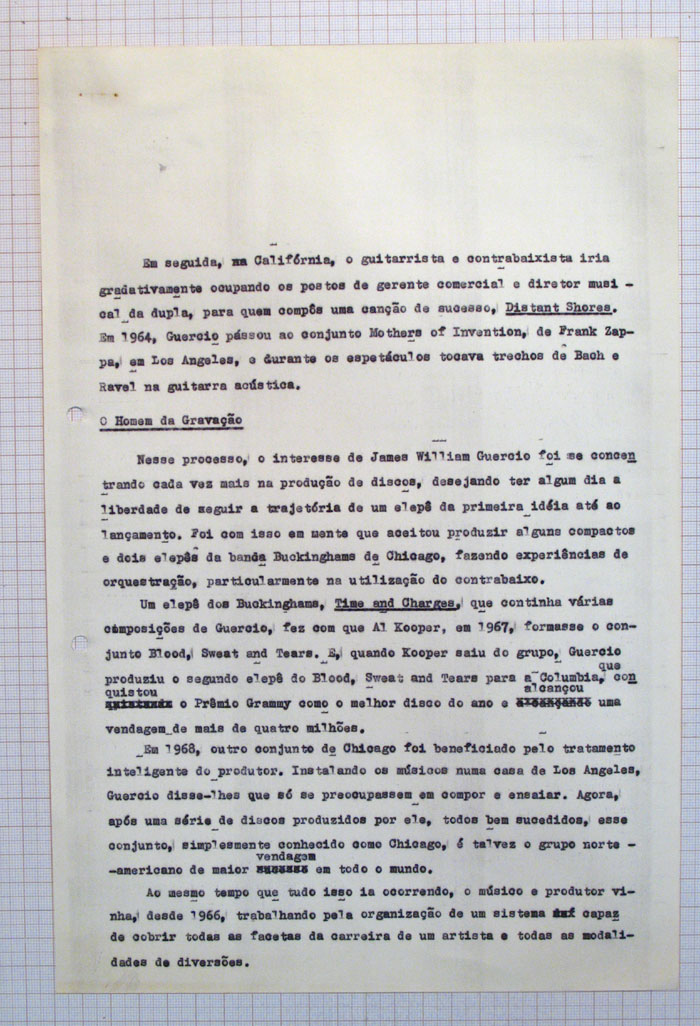 Em seguida, na Califórnia, o guitarrista e contrabaixista iria
gradativamente ocupando os postos de gerente comercial e diretor musi -
cal da dupla, para quem compôs uma canção de sucesso, Distant Shores.
Em 1964, Guercio pássou ao conjunto Mothers of Invention, de Frank Zap-
pa, em Los Angeles, e durante os espetáculos tocava trechos de Bach e
Ravel na guitarra acústica.
O Homem da Gravação
Nesse processo, o interesse de James William Guercio foi se concen
trando cada vez mais na produção de discos, desejando ter algum dia a
liberdade de seguir a trajetória de um elepê da primeira idéia até ao
lançamento. Foi com isso em mente que aceitou produzir alguns compactos
e dois elepês da banda Buckinghams de Chicago, fazendo experiências de
orquestração, particularmente na utilização do contrabaixo.
Um elepê dos Buckinghams, Time and Charges, que continha várias
composições de Guercio, fez com que Al Kooper, em 1967, formasse o con-
junto Blood, Sweat and Tears. E, quando Kooper saiu do grupo, Guercio
que
produziu o segundo elepê do Blood, Sweat and Tears para a Columbia, con
quistou alcançou
o Prêmio Grammy como o melhor disco do ano e alcançando uma
vendagem de mais de quatro milhões.
Em 1968, outro conjunto de Chicago foi beneficiado pelo tratamento
inteligente do produtor. Instalando os músicos numa casa de Los Angeles,
Guercio disse-lhes que só se preocupassem em compor e ensaiar. Agora,
após uma série de discos produzidos por ele, todos bem sucedidos, esse
conjunto, simplesmente conhecido como Chicago, é talvez o grupo norte -
vendagem
-americano de maior sucesso em todo o mundo.
Ao mesmo tempo que tudo isso ia ocorrendo, o músico e produtor vi-
nha, desde 1966, trabalhando pela organização de um sistema capaz
de cobrir todas as facetas da carreira de um artista e todas as modali-
dades de diversões.